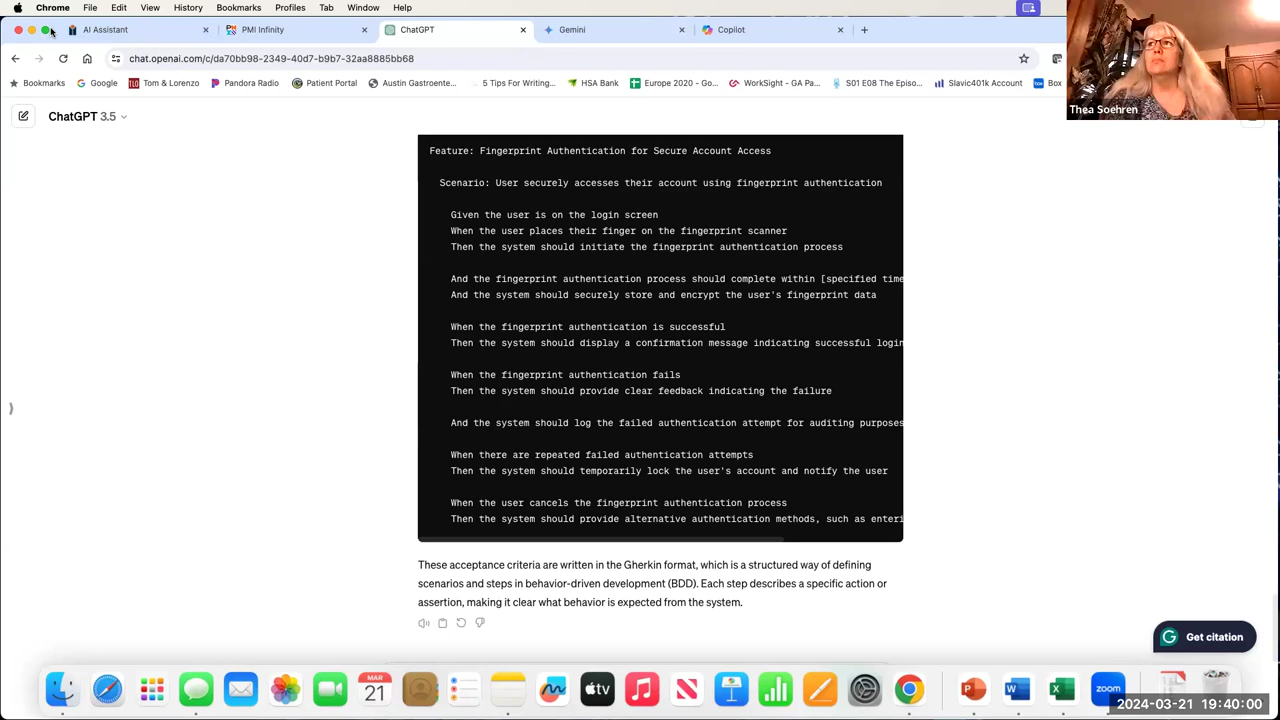 Chrome File Edit View History Bookmarks Profiles Tab Window Help
AI Assistant PMI Infinity ChatGPT Gemini Copilot
chat.openai.com/c/da70bb98-2349-40d7-b9b7-32aa8885bb68
Bookmarks Google Tom & Lorenzo Pandora Radio Patient Portal Austin Gastroente... 5 Tips For Writing... HSA Bank Europe 2020 - Go... WorkSight - GA Pa... S01 E08 The Episo... Slavic401k Account Box
Thea Soehren
ChatGPT 3.5
Feature: Fingerprint Authentication for Secure Account Access
Scenario: User securely accesses their account using fingerprint authentication
Given the user is on the login screen
When the user places their finger on the fingerprint scanner
Then the system should initiate the fingerprint authentication process
And the fingerprint authentication process should complete within [specified time
And the system should securely store and encrypt the user's fingerprint data
When the fingerprint authentication is successful
Then the system should display a confirmation message indicating successful login
When the fingerprint authentication fails
Then the system should provide clear feedback indicating the failure
And the system should log the failed authentication attempt for auditing purposes
When there are repeated failed authentication attempts
Then the system should temporarily lock the user's account and notify the user
When the user cancels the fingerprint authentication process
Then the system should provide alternative authentication methods, such as enteri
These acceptance criteria are written in the Gherkin format, which is a structured way of defining
scenarios and steps in behavior-driven development (BDD). Each step describes a specific action or
assertion, making it clear what behavior is expected from the system.
Get citation
MAR
21
tv
zoom
2024-03-21 19:40:00